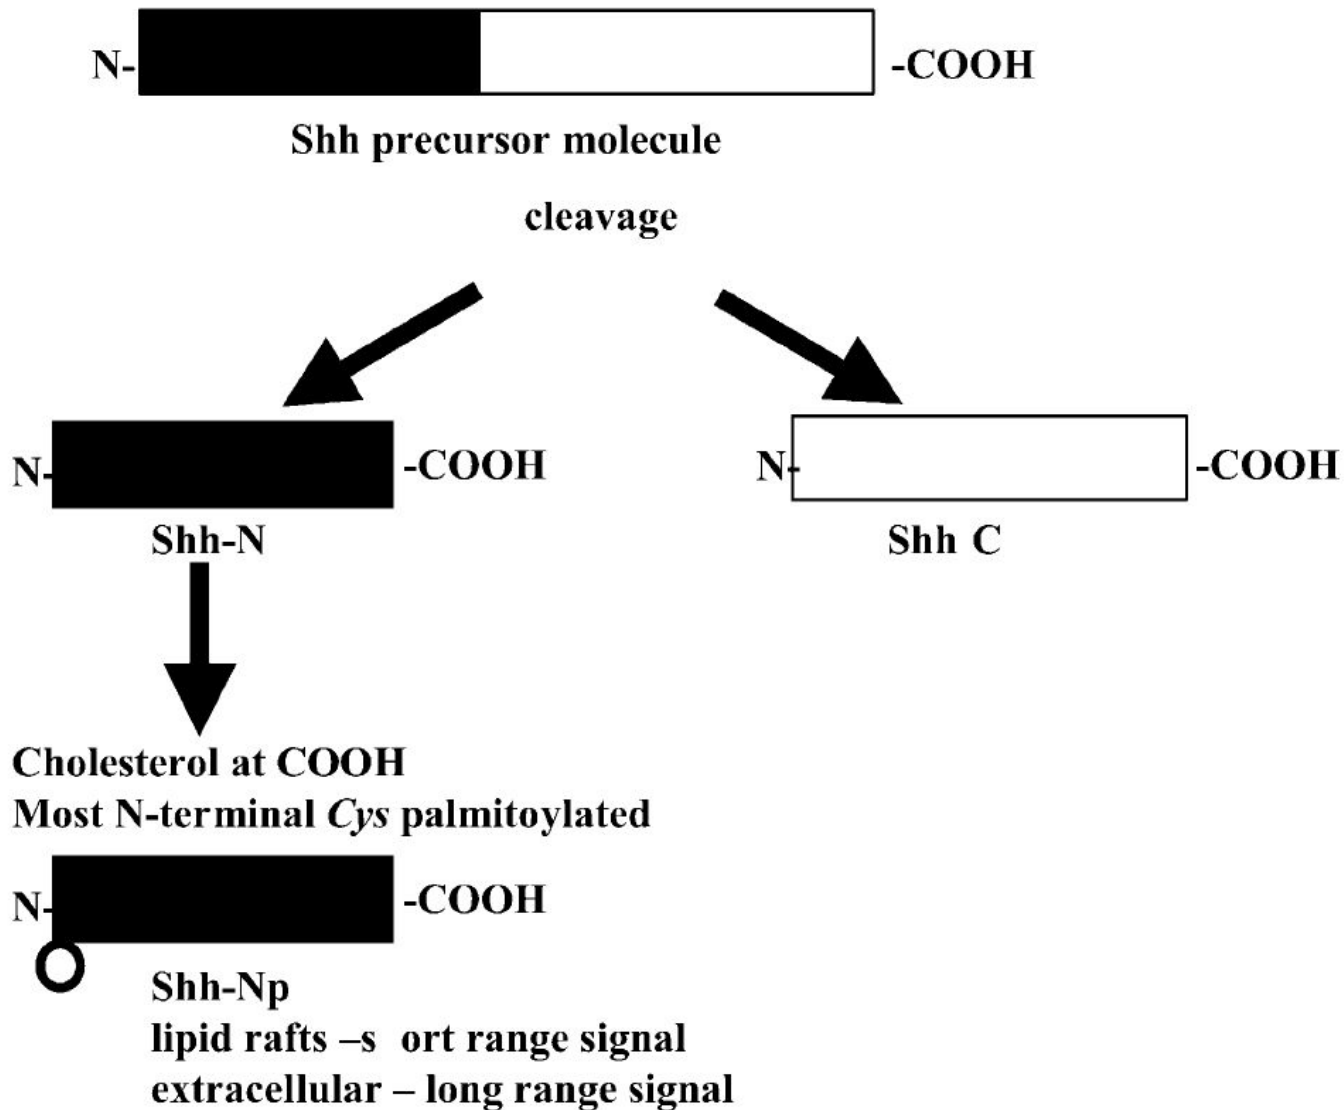 N- -COOH
Shh precursor molecule
cleavage
N- -COOH
Shh-N
N- -COOH
Shh C
Cholesterol at COOH
Most N-terminal Cys palmitoylated
N- -COOH
Shh-Np
lipid rafts –s ort range signal
extracellular – long range signal